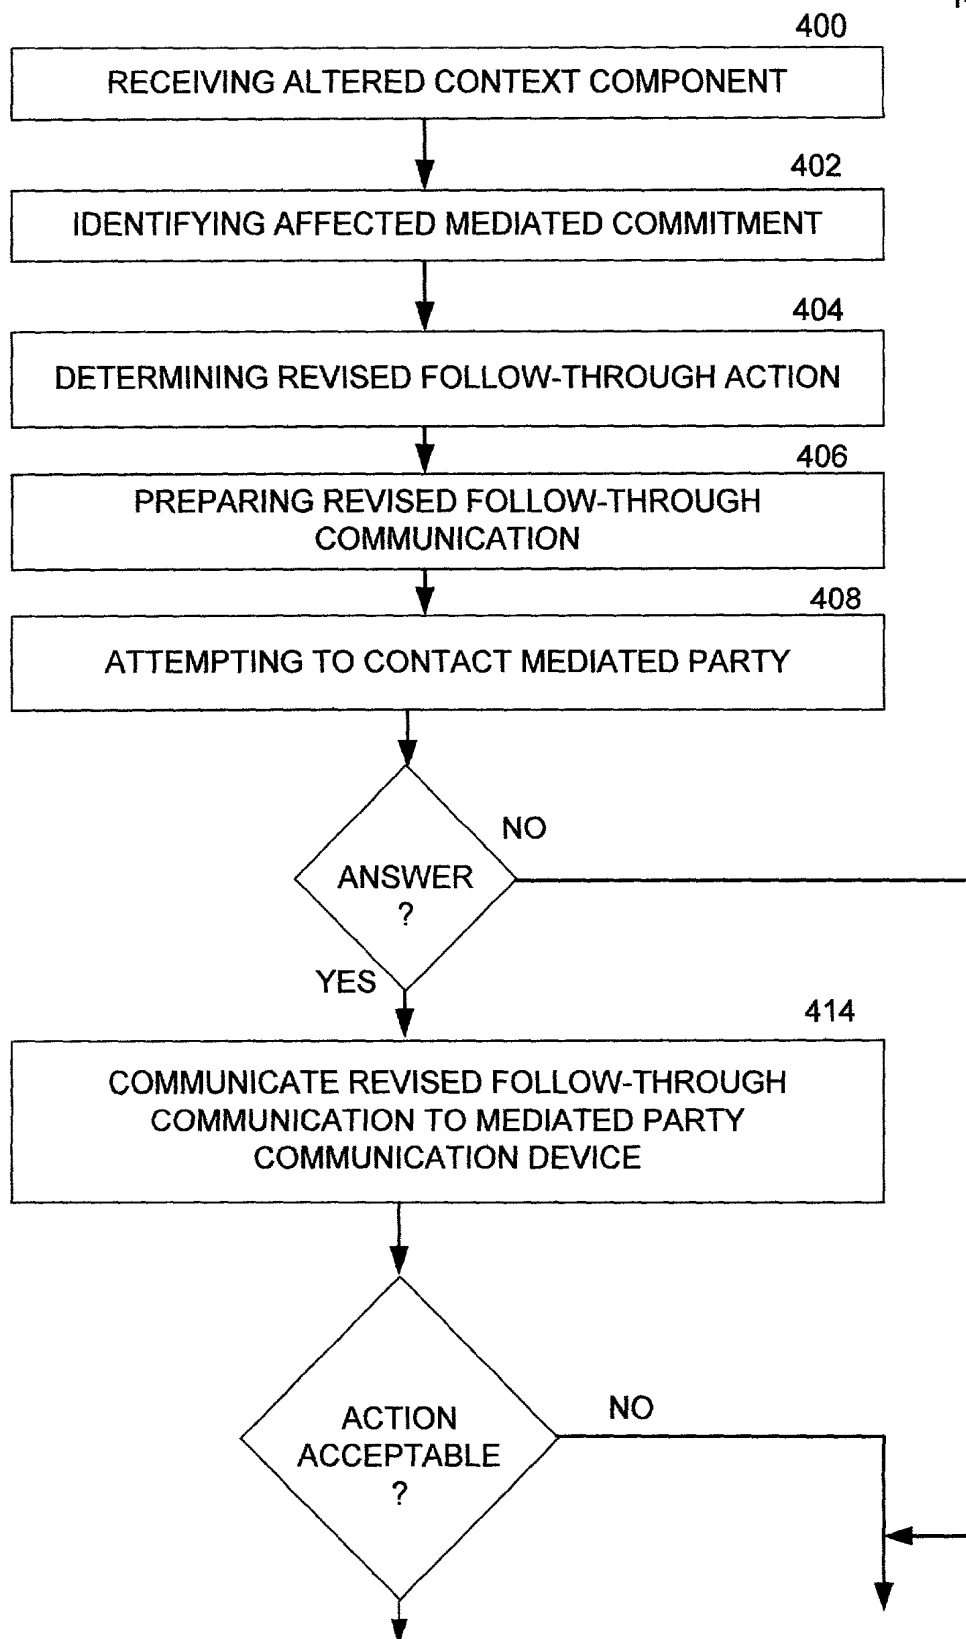 400
RECEIVING ALTERED CONTEXT COMPONENT
402
IDENTIFYING AFFECTED MEDIATED COMMITMENT
404
DETERMINING REVISED FOLLOW-THROUGH ACTION
406
PREPARING REVISED FOLLOW-THROUGH
COMMUNICATION
408
ATTEMPTING TO CONTACT MEDIATED PARTY
NO
ANSWER
?
YES
414
COMMUNICATE REVISED FOLLOW-THROUGH
COMMUNICATION TO MEDIATED PARTY
COMMUNICATION DEVICE
NO
ACTION
ACCEPTABLE
?